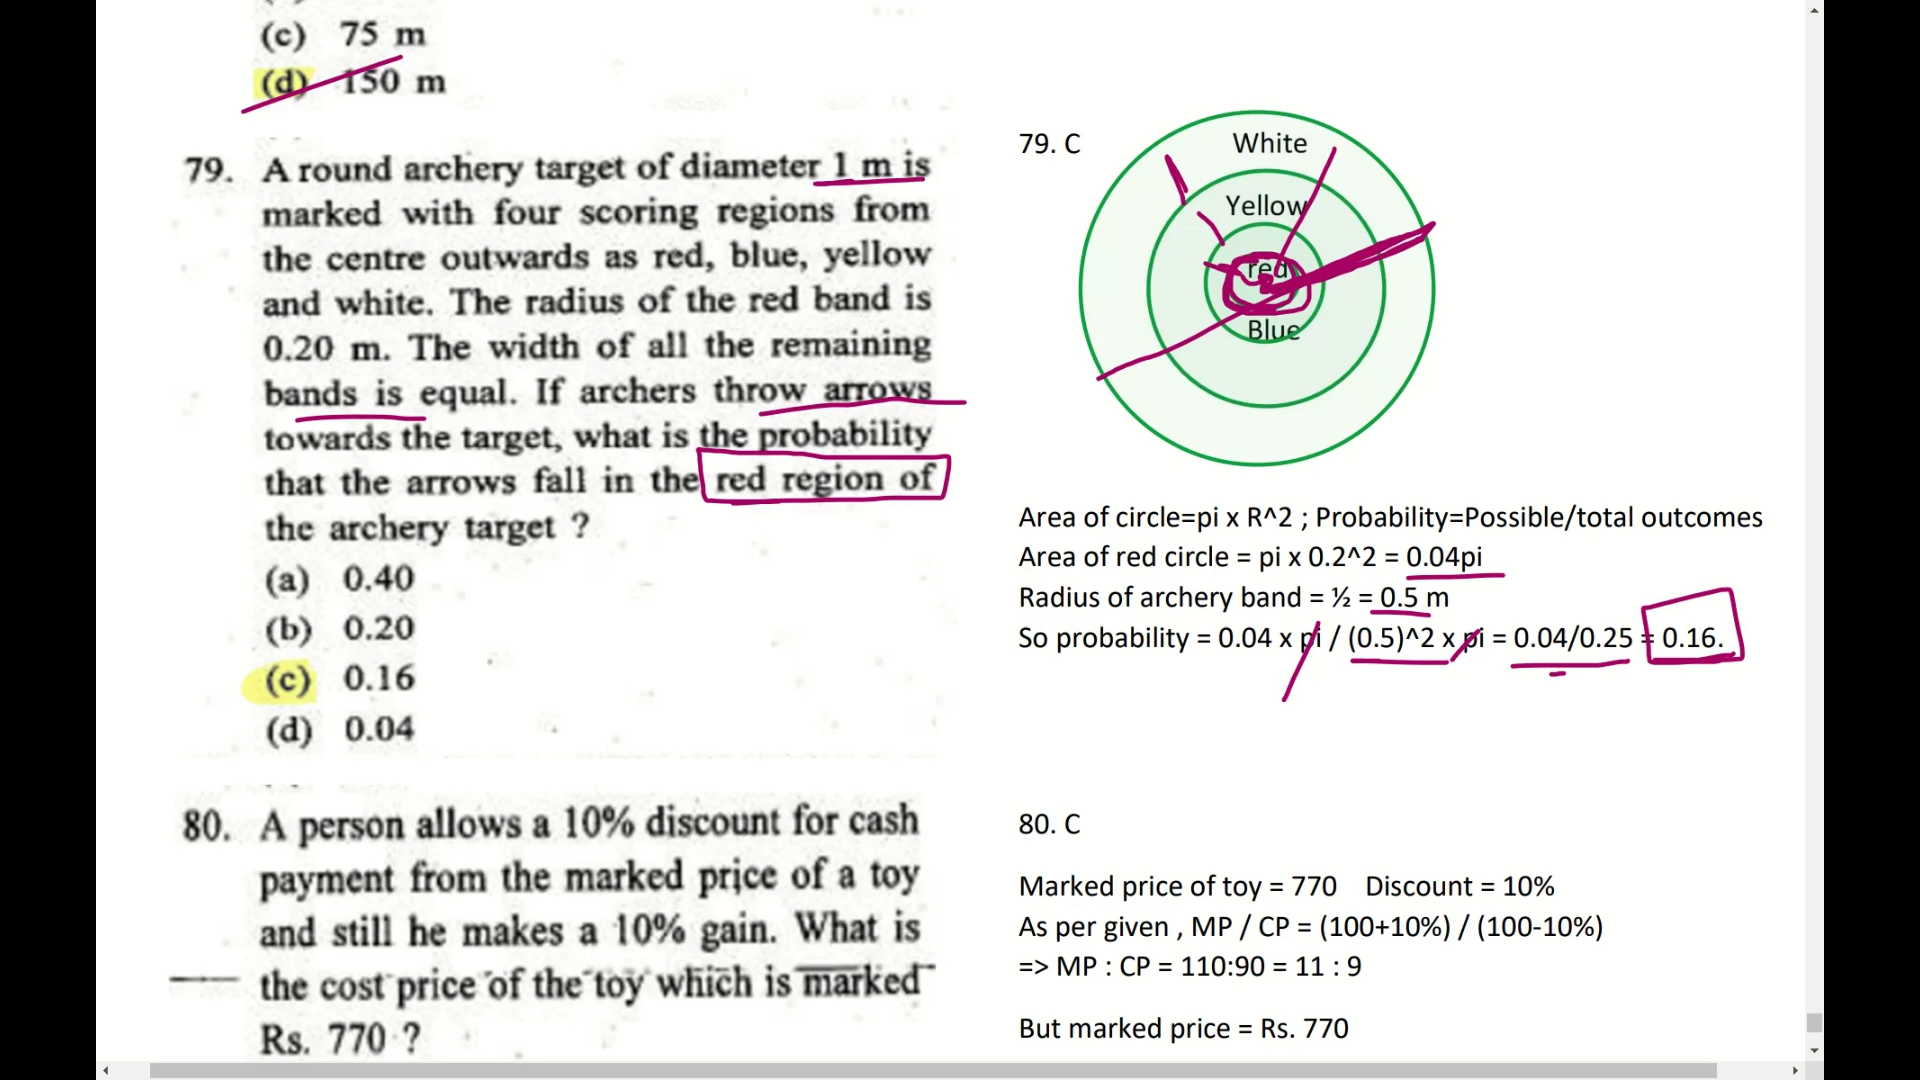 (c) 75 m
(d) 150 m
79. A round archery target of diameter 1 m is
marked with four scoring regions from
the centre outwards as red, blue, yellow
and white. The radius of the red band is
0.20 m. The width of all the remaining
bands is equal. If archers throw arrows
towards the target, what is the probability
that the arrows fall in the red region of
the archery target ?
(a) 0.40
(b) 0.20
(c) 0.16
(d) 0.04
80. A person allows a 10% discount for cash
payment from the marked price of a toy
and still he makes a 10% gain. What is
the cost price of the toy which is marked
Rs. 770 ?
79. C
White
Yellow
red
Blue
Area of circle=pi x R^2 ; Probability=Possible/total outcomes
Area of red circle = pi x 0.2^2 = 0.04pi
Radius of archery band = ½ = 0.5 m
So probability = 0.04 x pi / (0.5)^2 x pi = 0.04/0.25 = 0.16.
80. C
Marked price of toy = 770 Discount = 10%
As per given , MP / CP = (100+10%) / (100-10%)
=> MP : CP = 110:90 = 11 : 9
But marked price = Rs. 770